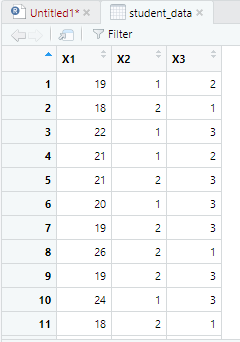 Untitled1* student_data
Filter
X1 X2 X3
1 19 1 2
2 18 2 1
3 22 1 3
4 21 1 2
5 21 2 3
6 20 1 3
7 19 2 3
8 26 2 1
9 19 2 3
10 24 1 3
11 18 2 1